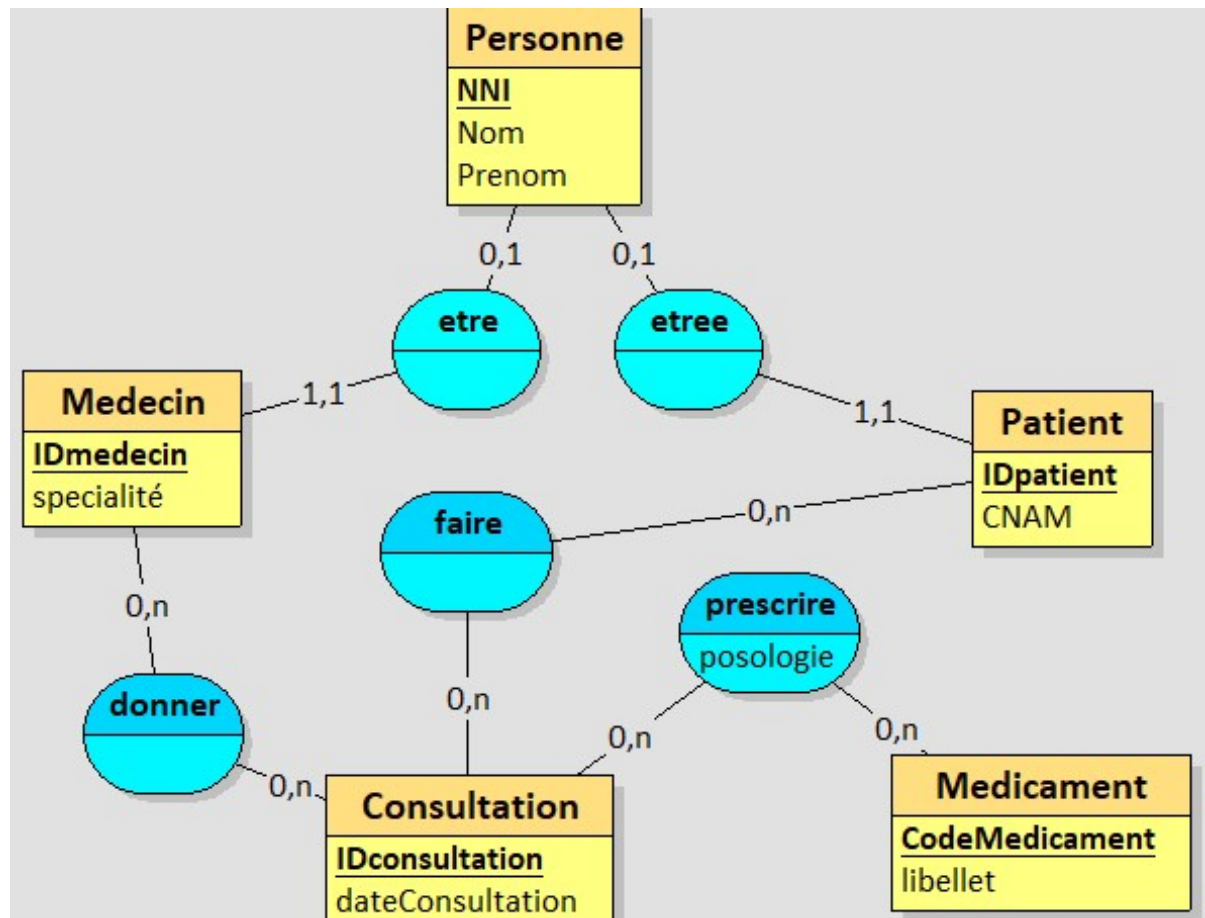 Personne
NNI
Nom
Prenom
0,1
0,1
etre
etree
1,1
1,1
Medecin
IDmedecin
specialité
Patient
IDpatient
CNAM
faire
0,n
0,n
prescrire
posologie
donner
0,n
0,n
0,n
0,n
Consultation
IDconsultation
dateConsultation
Medicament
CodeMedicament
libellet